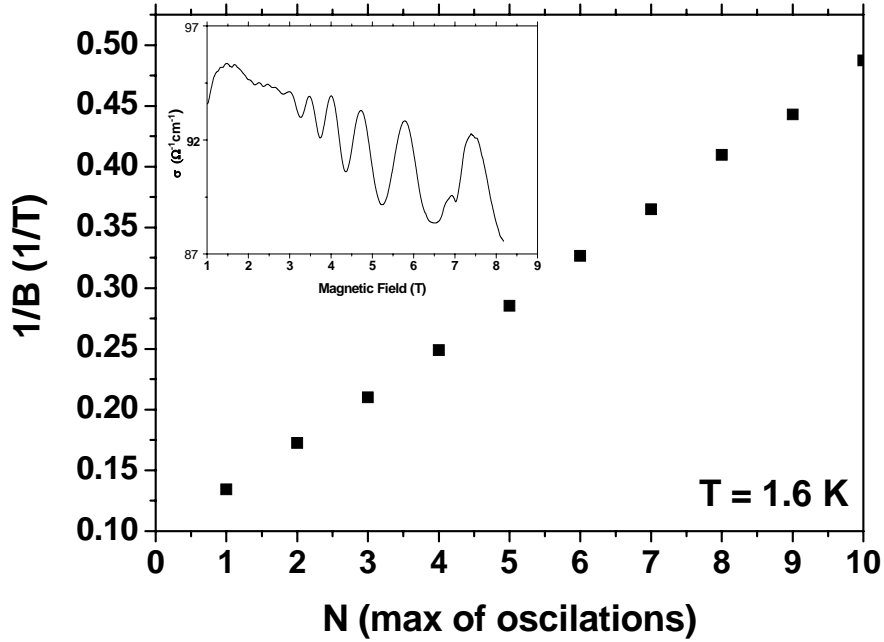 0.50
0.45
0.40
0.35
0.30
0.25
0.20
0.15
0.10
1/B (1/T)
97
92
87
σ (Ω⁻¹cm⁻¹)
1 2 3 4 5 6 7 8 9
Magnetic Field (T)
T = 1.6 K
0 1 2 3 4 5 6 7 8 9 10
N (max of oscilations)